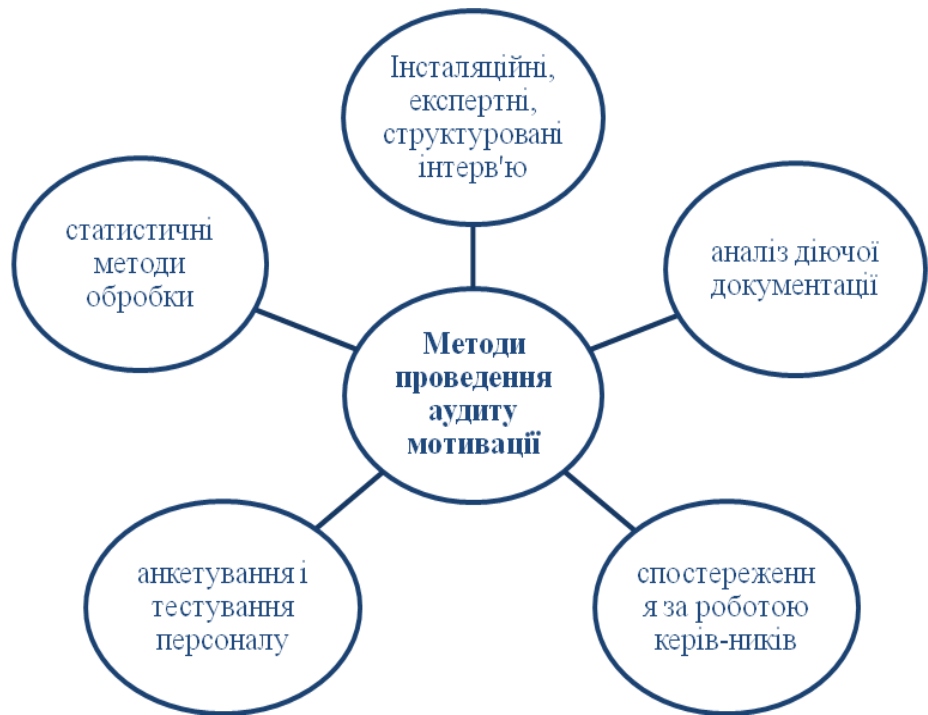 Інсталяційні,
експертні,
структуровані
інтерв'ю
статистичні
методи
обробки
аналіз діючої
документації
Методи
проведення
аудиту
мотивації
анкетування і
тестування
персоналу
спостереженн
я за роботою
керів-ників